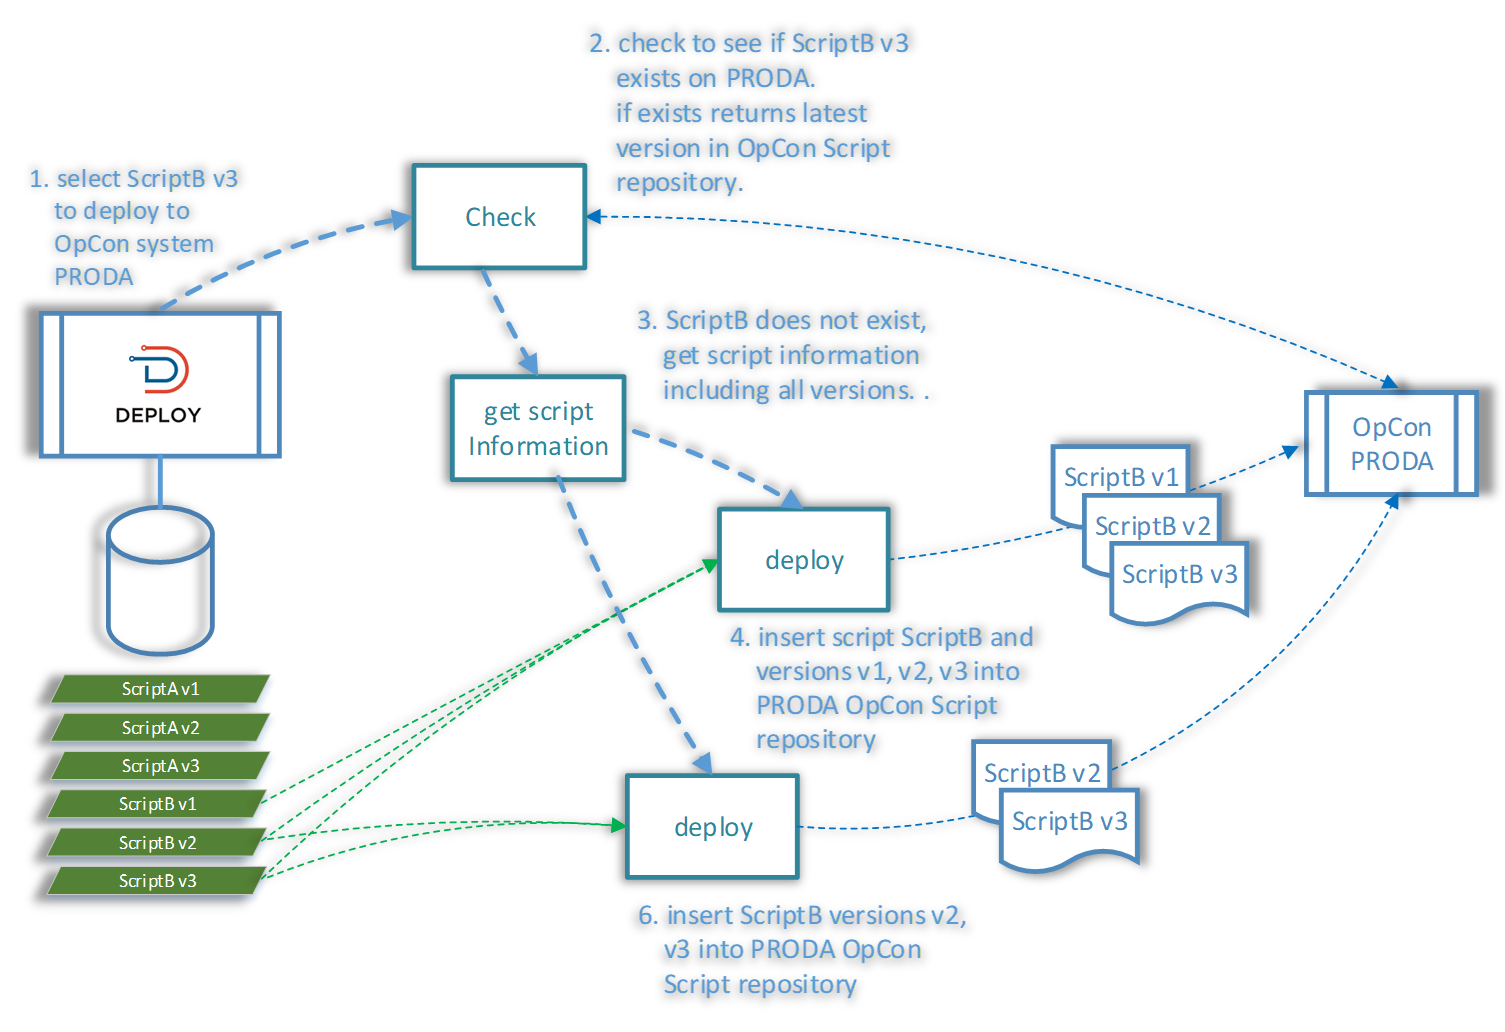 2. check to see if ScriptB v3
exists on PRODA.
if exists returns latest
version in OpCon Script
repository.
1. select ScriptB v3
to deploy to
OpCon system
PRODA
Check
3. ScriptB does not exist,
get script information
including all versions. .
DEPLOY
get script
Information
OpCon
PRODA
ScriptB v1
ScriptB v2
ScriptB v3
deploy
4. insert script ScriptB and
versions v1, v2, v3 into
PRODA OpCon Script
repository
ScriptA v1
ScriptA v2
ScriptA v3
ScriptB v1
ScriptB v2
ScriptB v3
deploy
ScriptB v2
ScriptB v3
6. insert ScriptB versions v2,
v3 into PRODA OpCon
Script repository